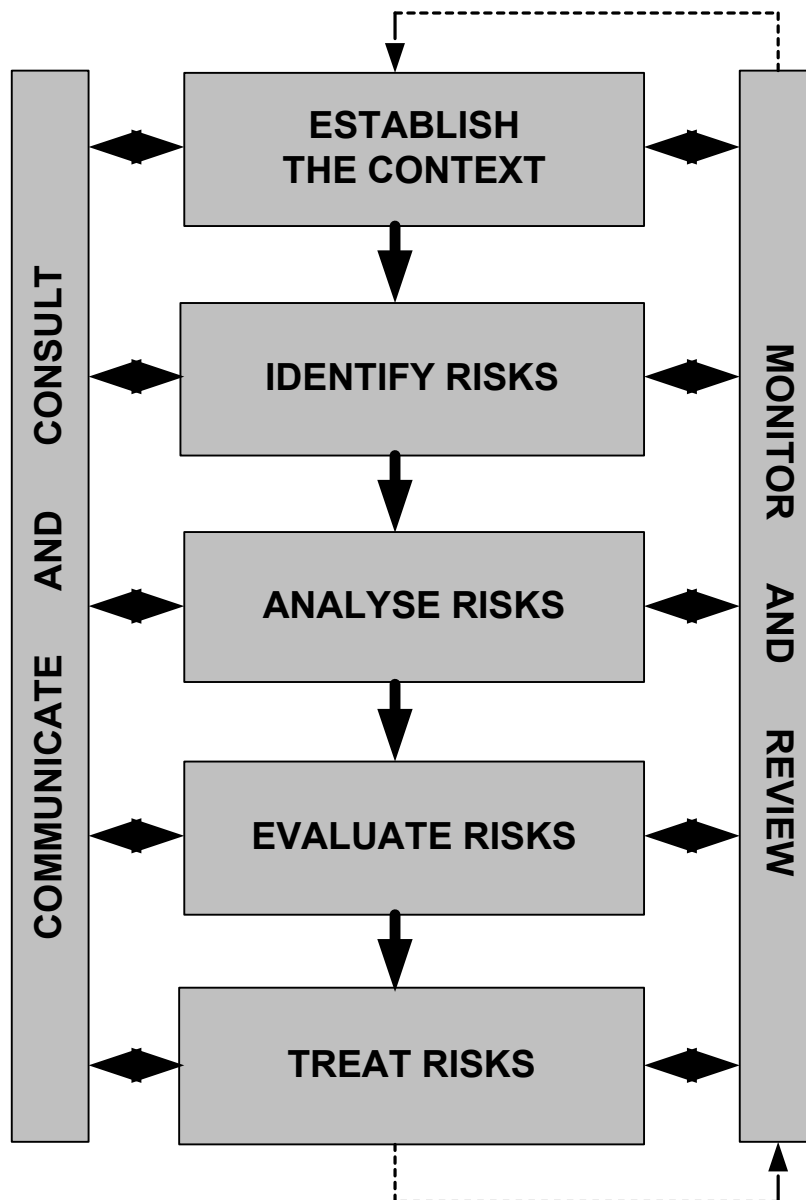 ESTABLISH
THE CONTEXT
IDENTIFY RISKS
ANALYSE RISKS
EVALUATE RISKS
TREAT RISKS
COMMUNICATE AND CONSULT
MONITOR AND REVIEW